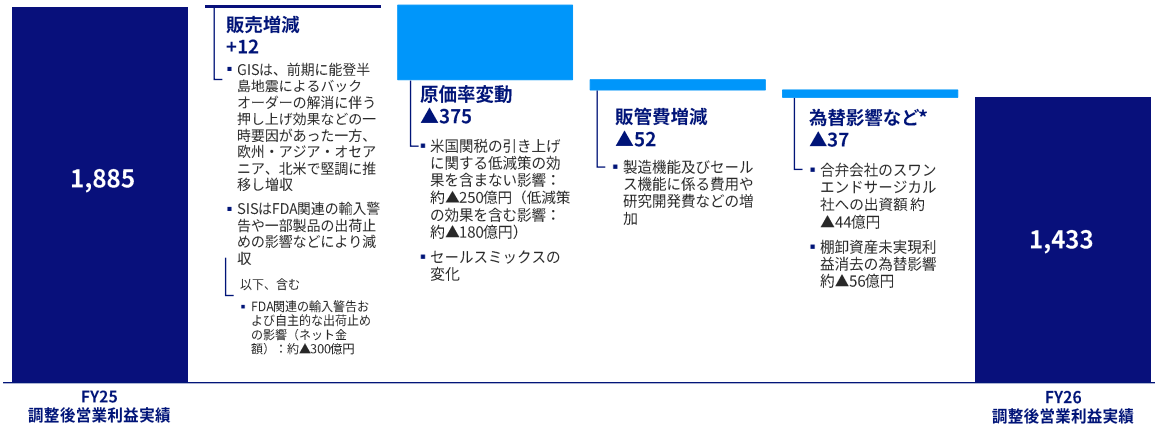 1,885
FY25
調整後営業利益実績
販売増減
+12
▪ GISは、前期に能登半
島地震によるバック
オーダーの解消に伴う
押し上げ効果などの一
時要因があった一方、
欧州・アジア・オセア
ニア、北米で堅調に推
移し増収
▪ SISはFDA関連の輸入警
告や一部製品の出荷止
めの影響などにより減
収
以下、含む
▪ FDA関連の輸入警告お
よび自主的な出荷止め
の影響（ネット金
額）：約▲300億円
原価率変動
▲375
▪ 米国関税の引き上げ
に関する低減策の効
果を含まない影響：
約▲250億円（低減策
の効果を含む影響：
約▲180億円）
▪ セールスミックスの
変化
販管費増減
▲52
▪ 製造機能及びセール
ス機能に係る費用や
研究開発費などの増
加
為替影響など*
▲37
▪ 合弁会社のスワン
エンドサージカル
社への出資額 約
▲44億円
▪ 棚卸資産未実現利
益消去の為替影響
約▲56億円
1,433
FY26
調整後営業利益実績